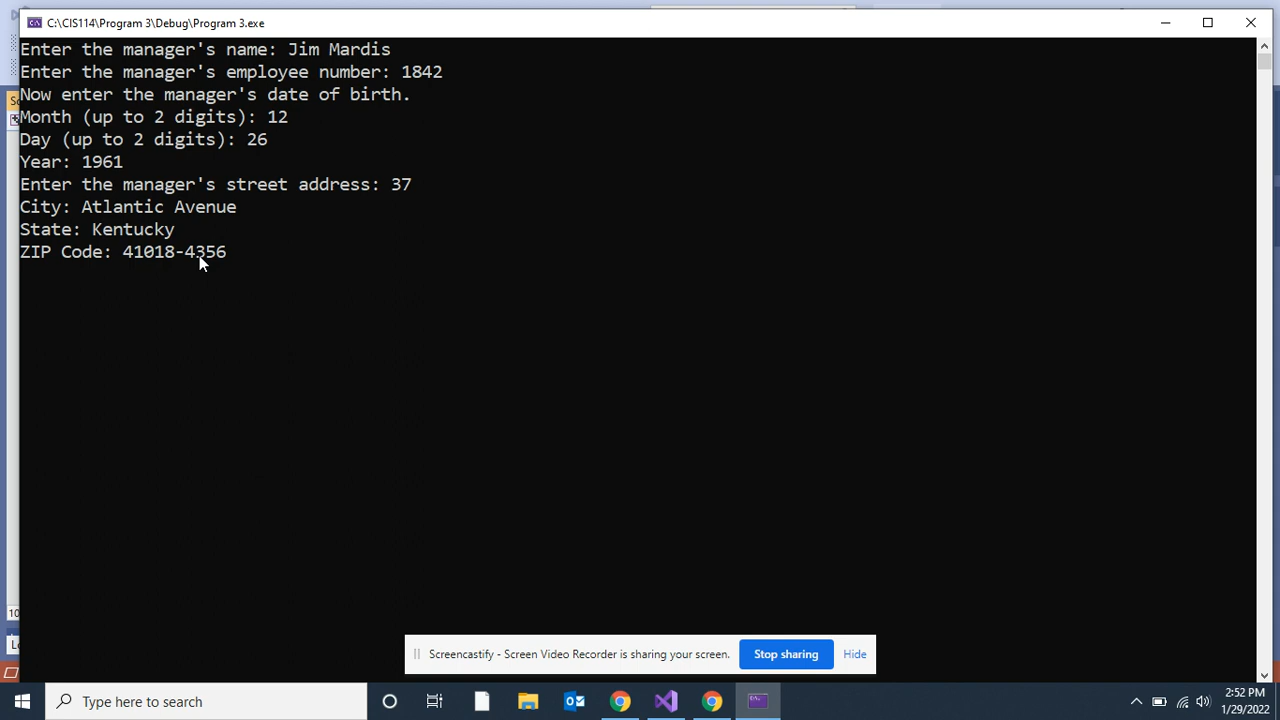 C:\CIS114\Program 3\Debug\Program 3.exe
Enter the manager's name: Jim Mardis
Enter the manager's employee number: 1842
Now enter the manager's date of birth.
Month (up to 2 digits): 12
Day (up to 2 digits): 26
Year: 1961
Enter the manager's street address: 37
City: Atlantic Avenue
State: Kentucky
ZIP Code: 41018-4356
10
Screencastify - Screen Video Recorder is sharing your screen.
Stop sharing
Hide
Type here to search
2:52 PM
1/29/2022